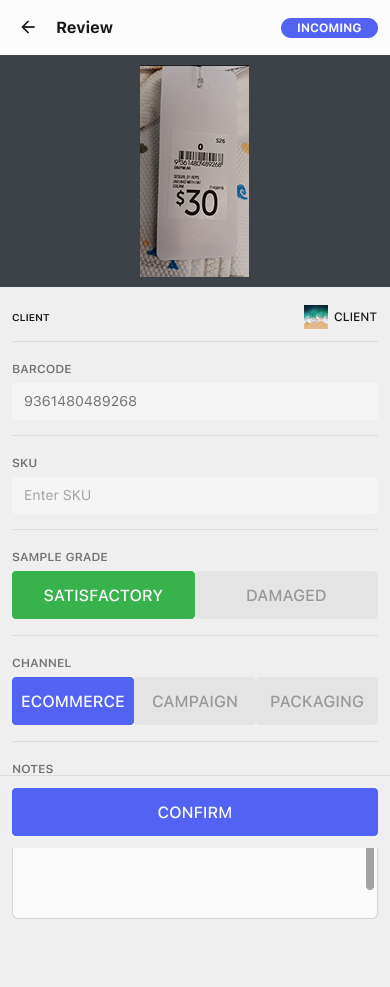 Review
INCOMING
S26
0
9361480489268
$30
CLIENT
CLIENT
BARCODE
9361480489268
SKU
Enter SKU
SAMPLE GRADE
SATISFACTORY
DAMAGED
CHANNEL
ECOMMERCE
CAMPAIGN
PACKAGING
NOTES
CONFIRM